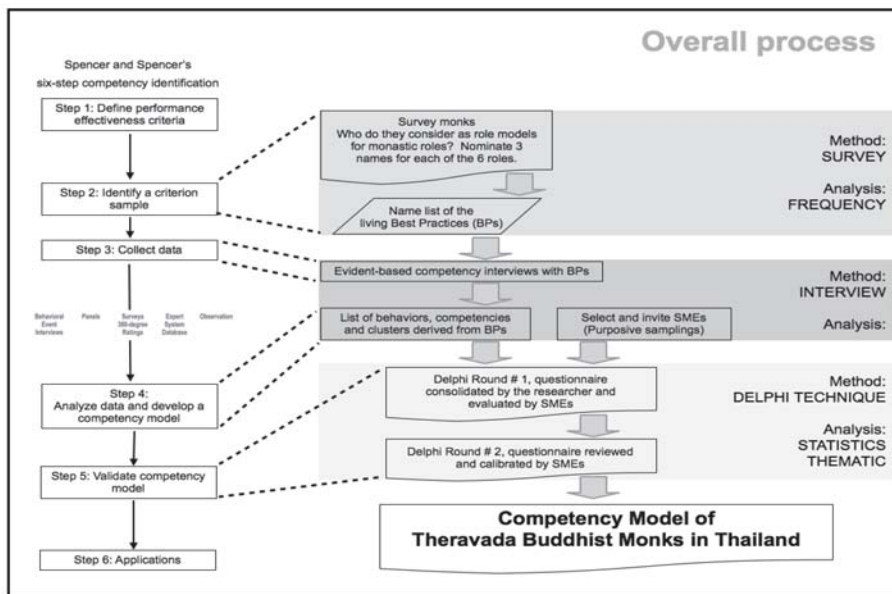 Overall process
Spencer and Spencer's
six-step competency identification
Step 1: Define performance
effectiveness criteria
Step 2: Identify a criterion
sample
Step 3: Collect data
Behavioral
Event
Interviews
Panels
Surveys
360-degree
Ratings
Expert
System
Database
Observation
Step 4:
Analyze data and develop a
competency model
Step 5: Validate competency
model
Step 6: Applications
Survey monks
Who do they consider as role models
for monastic roles? Nominate 3
names for each of the 6 roles.
Name list of the
living Best Practices (BPs)
Method:
SURVEY
Analysis:
FREQUENCY
Evident-based competency interviews with BPs
List of behaviors, competencies
and clusters derived from BPs
Select and invite SMEs
(Purposive samplings)
Method:
INTERVIEW
Analysis:
Delphi Round # 1, questionnaire
consolidated by the researcher and
evaluated by SMEs
Delphi Round # 2, questionnaire reviewed
and calibrated by SMEs
Method:
DELPHI TECHNIQUE
Analysis:
STATISTICS
THEMATIC
Competency Model of
Theravada Buddhist Monks in Thailand